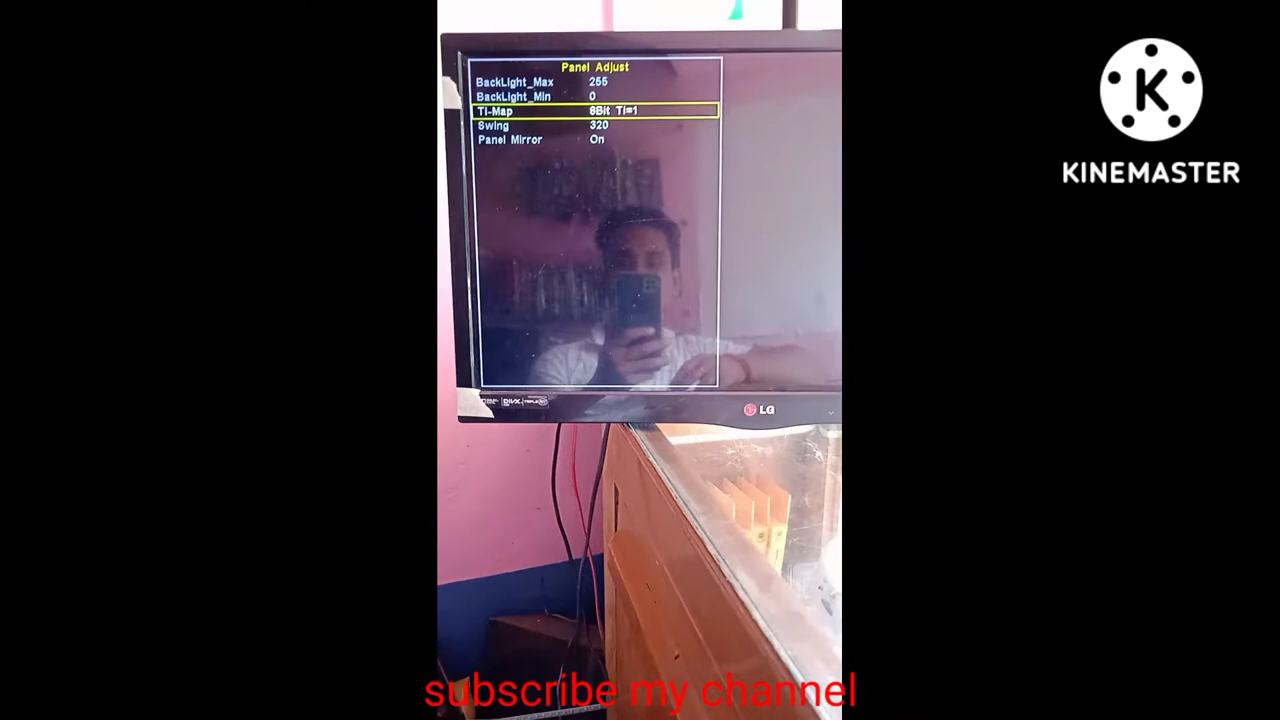 Panel Adjust
BackLight_Max 255
BackLight_Min 0
TI-Map 8Bit TI=1
Swing 320
Panel Mirror On
DIVX
LG
K
KINEMASTER
subscribe my channel